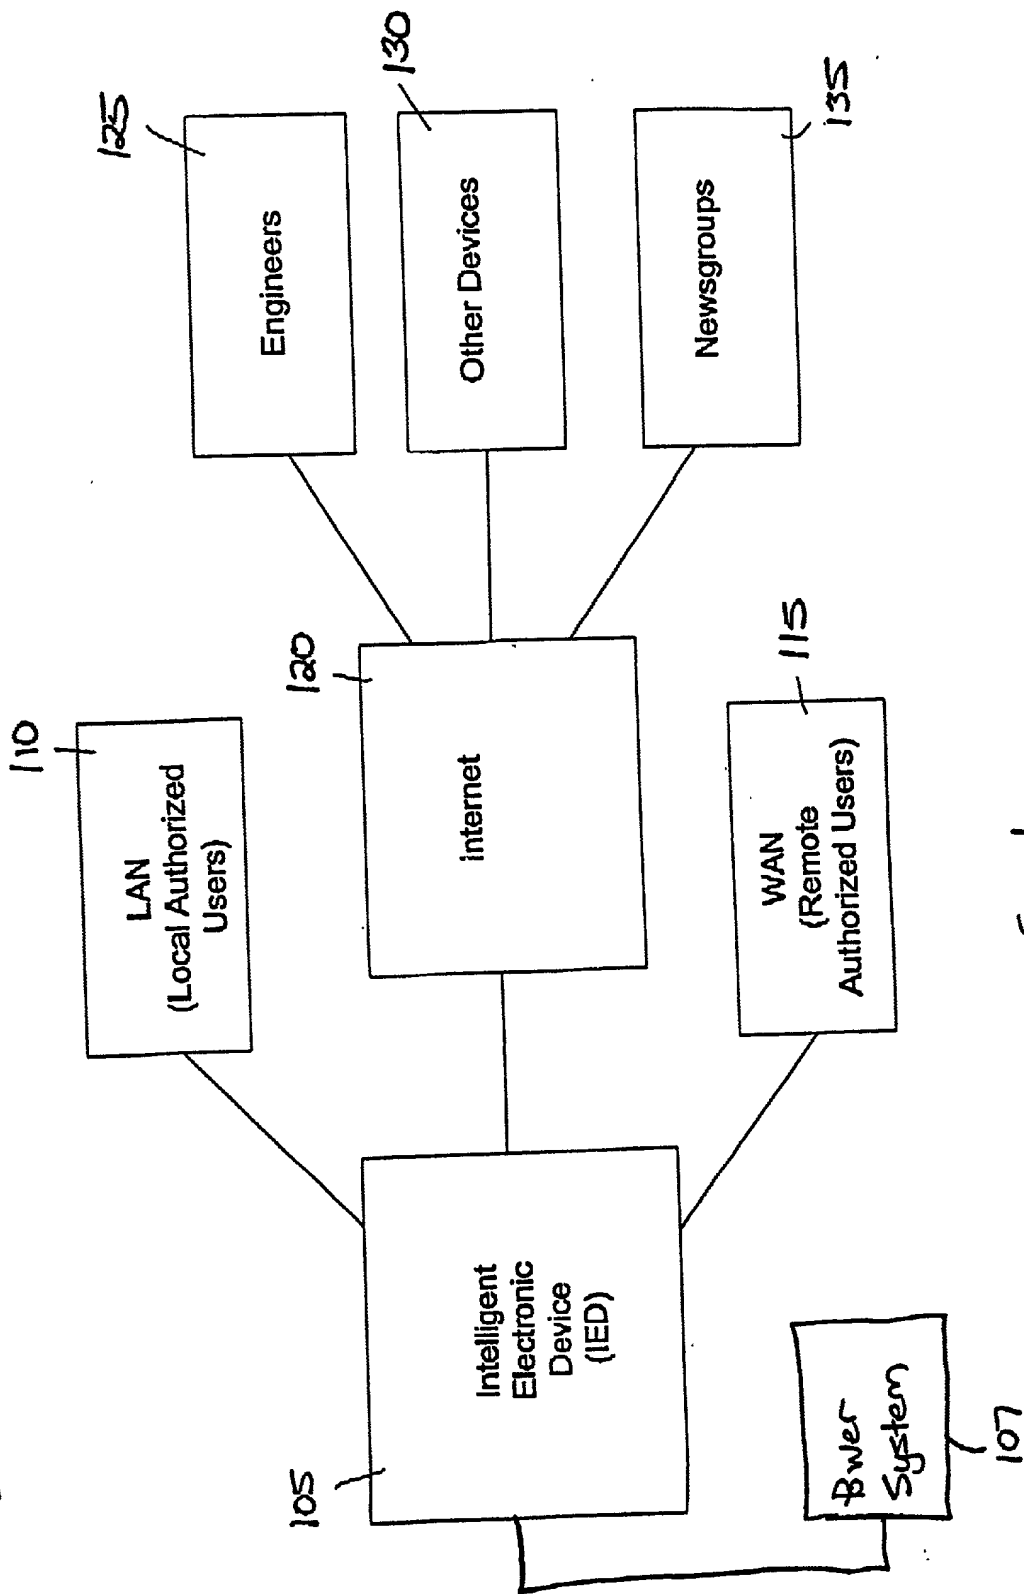 110
LAN
(Local Authorized
Users)
125
Engineers
105
Intelligent
Electronic
Device
(IED)
120
internet
130
Other Devices
Power
System
107
WAN
(Remote
Authorized Users)
115
Newsgroups
135